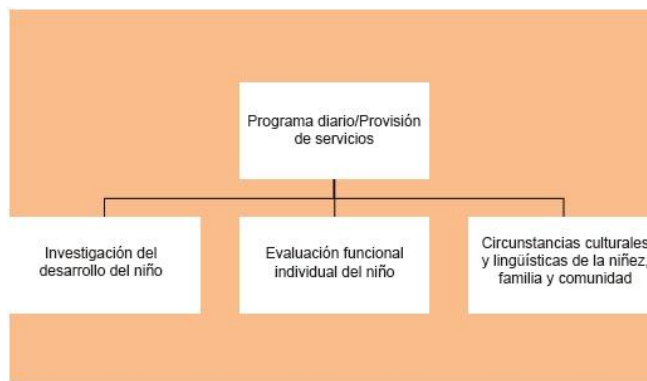 Programa diario/Provisión
de servicios
Investigación del
desarrollo del niño
Evaluación funcional
individual del niño
Circunstancias culturales
y lingüísticas de la niñez,
familia y comunidad